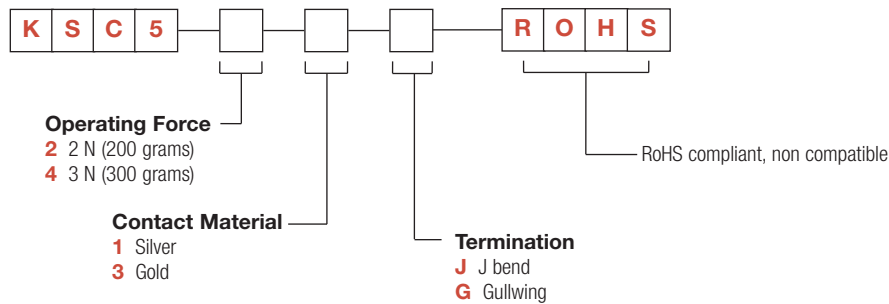 K S C 5 R O H S
Operating Force
2 2 N (200 grams)
4 3 N (300 grams)
RoHS compliant, non compatible
Contact Material
1 Silver
3 Gold
Termination
J J bend
G Gullwing